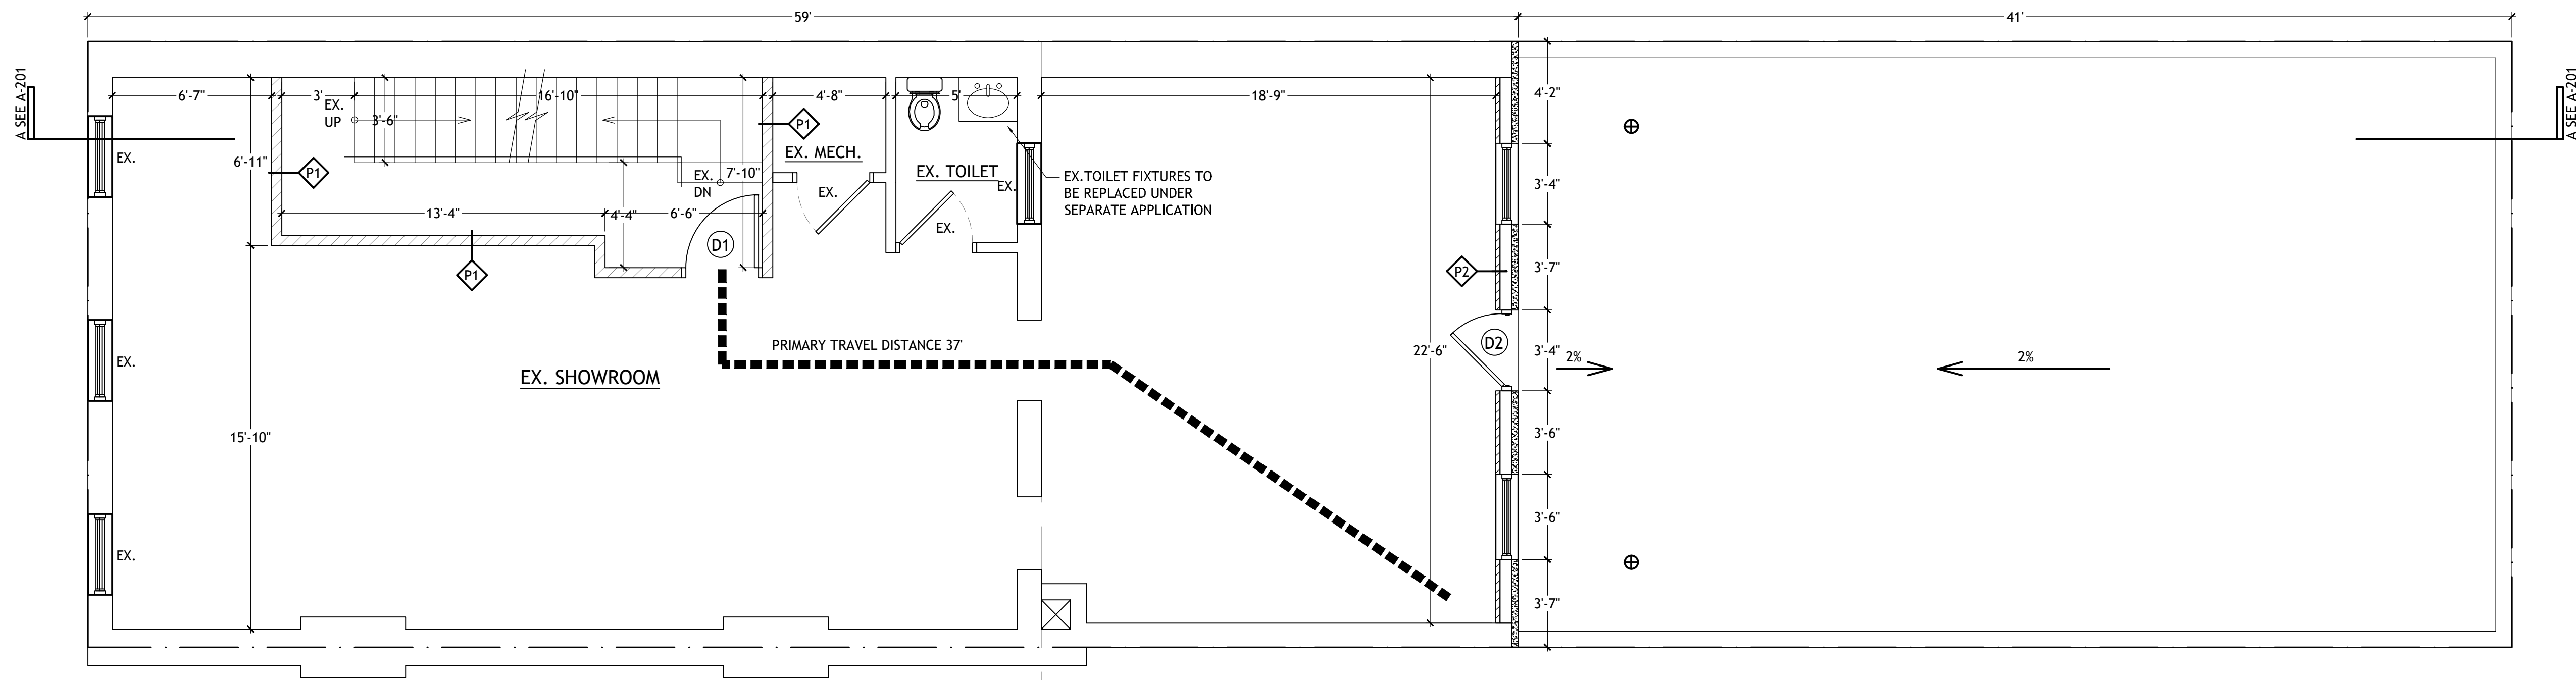 59'
41'
A SEE A-201
A SEE A-201
6'-7"
3'
16'-10"
4'-8"
5'
18'-9"
4'-2"
EX.
UP
3'-6"
P1
EX. MECH.
EX.
6'-11"
P1
EX.
DN
7'-10"
EX.
EX. TOILET
EX.
EX.TOILET FIXTURES TO
BE REPLACED UNDER
SEPARATE APPLICATION
3'-4"
13'-4"
4'-4"
6'-6"
EX.
D1
P1
P2
3'-7"
PRIMARY TRAVEL DISTANCE 37'
22'-6"
D2
3'-4"
2%
2%
EX.
EX. SHOWROOM
15'-10"
3'-6"
3'-6"
EX.
3'-7"